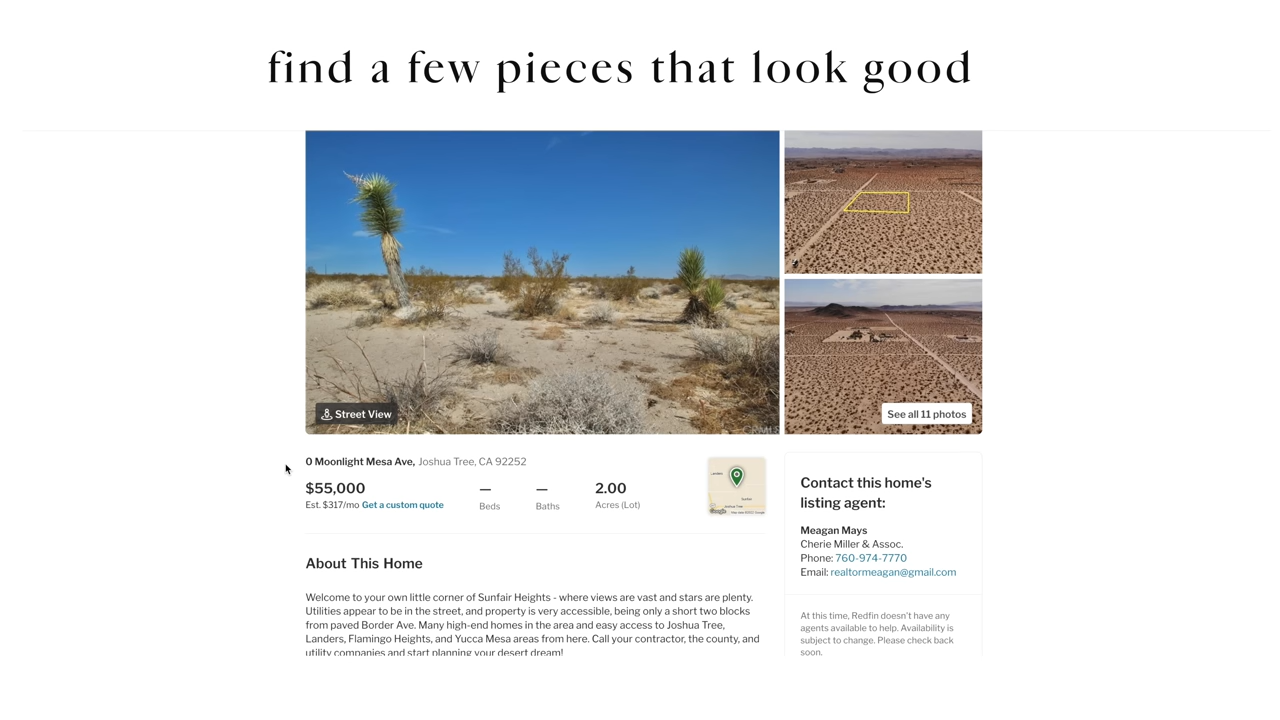 find a few pieces that look good
Street View
See all 11 photos
0 Moonlight Mesa Ave, Joshua Tree, CA 92252
$55,000
Est. $317/mo Get a custom quote
—
Beds
—
Baths
2.00
Acres (Lot)
About This Home
Welcome to your own little corner of Sunfair Heights - where views are vast and stars are plenty.
Utilities appear to be in the street, and property is very accessible, being only a short two blocks
from paved Border Ave. Many high-end homes in the area and easy access to Joshua Tree,
Landers, Flamingo Heights, and Yucca Mesa areas from here. Call your contractor, the county, and
utility companies and start planning your desert dream!
Contact this home's
listing agent:
Meagan Mays
Cherie Miller & Assoc.
Phone: 760-974-7770
Email: realtormeagan@gmail.com
At this time, Redfin doesn't have any
agents available to help. Availability is
subject to change. Please check back
soon.